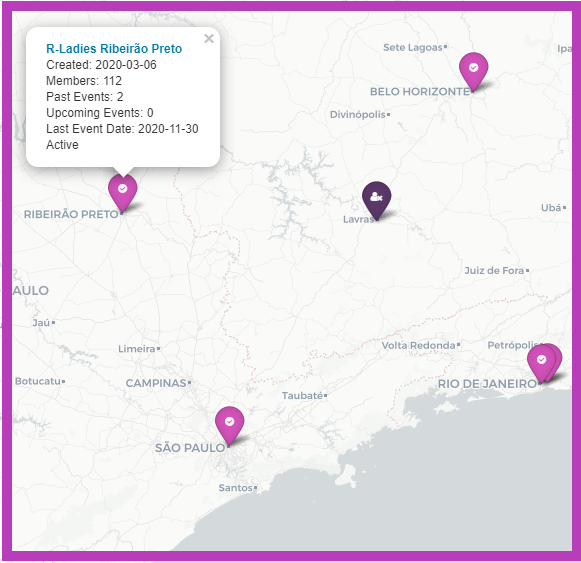 R-Ladies Ribeirão Preto
×
Created: 2020-03-06
Members: 112
Past Events: 2
Upcoming Events: 0
Last Event Date: 2020-11-30
Active
Sete Lagoas
Ipa
BELO HORIZONTE
Divinópolis
RIBEIRÃO PRETO
Lavras
Ubá
Juiz de Fora
AULO
Jaú
Limeira
Volta Redonda
Petrópolis
Botucatu
CAMPINAS
Taubaté
RIO DE JANEIRO
SÃO PAULO
Santos